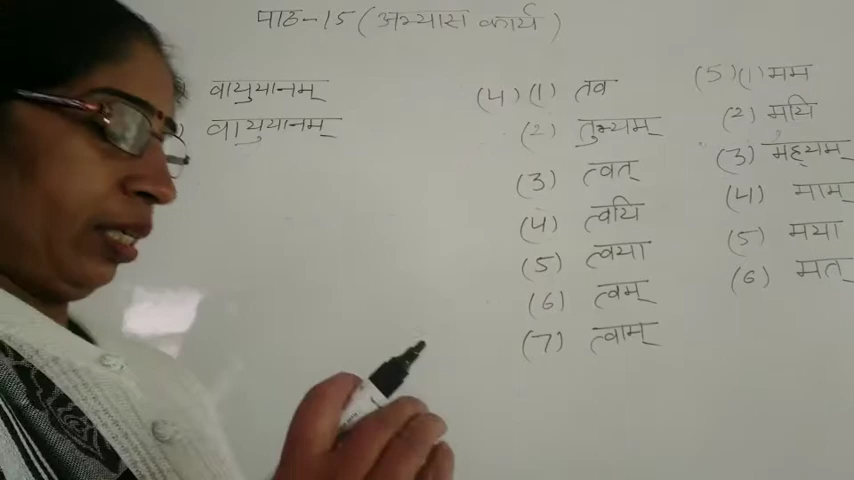 पाठ-15 (अभ्यास कार्य)
वायुयानम्
वायुयानम्
(4) (1) तव
(2) तुभ्यम्
(3) त्वत्
(4) त्वयि
(5) त्वया
(6) त्वम्
(7) त्वाम्
(5) (1) मम
(2) मयि
(3) मह्यम्
(4) माम्
(5) मया
(6) मत्